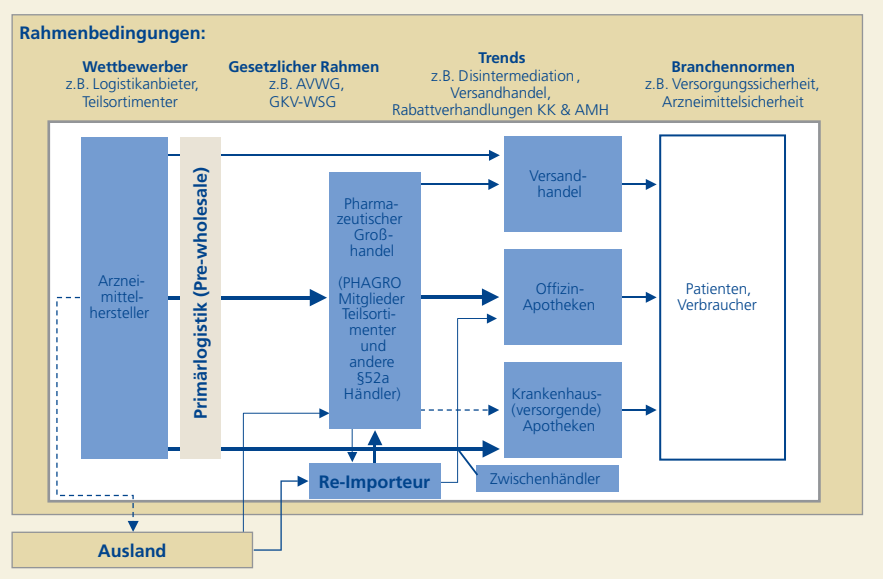 Rahmenbedingungen:
Wettbewerber
z.B. Logistikanbieter,
Teilsortimenter
Gesetzlicher Rahmen
z.B. AVWG,
GKV-WSG
Trends
z.B. Disintermediation,
Versandhandel,
Rabattverhandlungen KK & AMH
Branchennormen
z.B. Versorgungssicherheit,
Arzneimittelsicherheit
Arznei-
mittel-
hersteller
Primärlogistik (Pre-wholesale)
Pharma-
zeutischer
Groß-
handel
(PHAGRO
Mitglieder
Teilsorti-
menter
und
andere
§52a
Händler)
Versand-
handel
Offizin-
Apotheken
Krankenhaus-
(versorgende)
Apotheken
Patienten,
Verbraucher
Re-Importeur
Zwischenhändler
Ausland